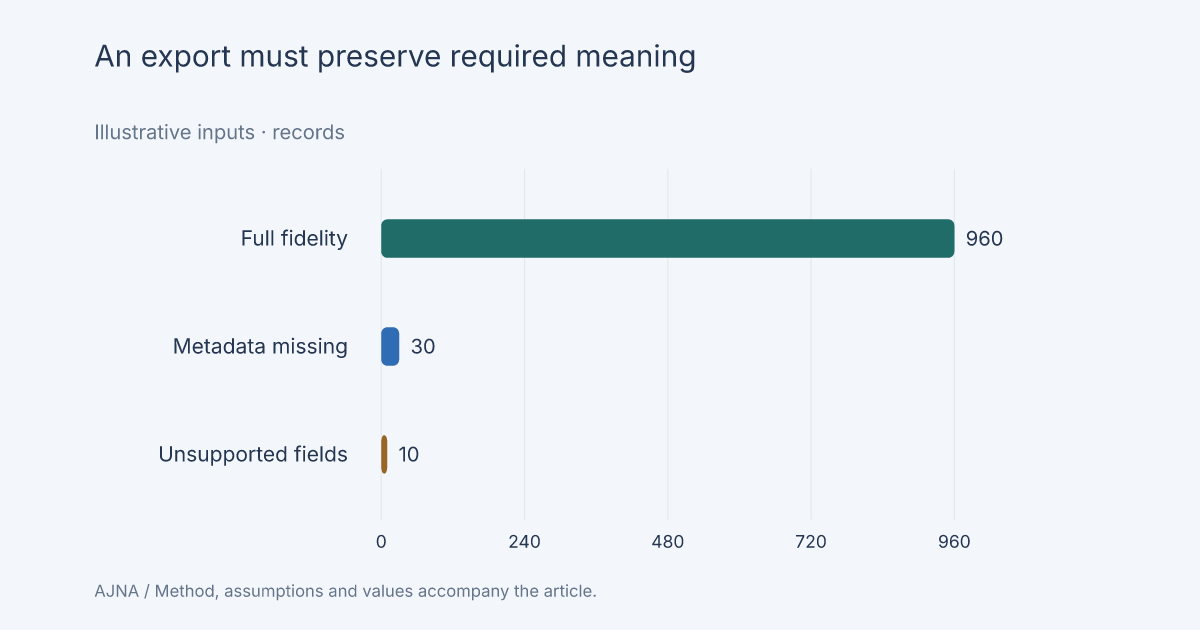 An export must preserve required meaning
Illustrative inputs · records
Full fidelity 960
Metadata missing 30
Unsupported fields 10
0 240 480 720 960
AJNA / Method, assumptions and values accompany the article.